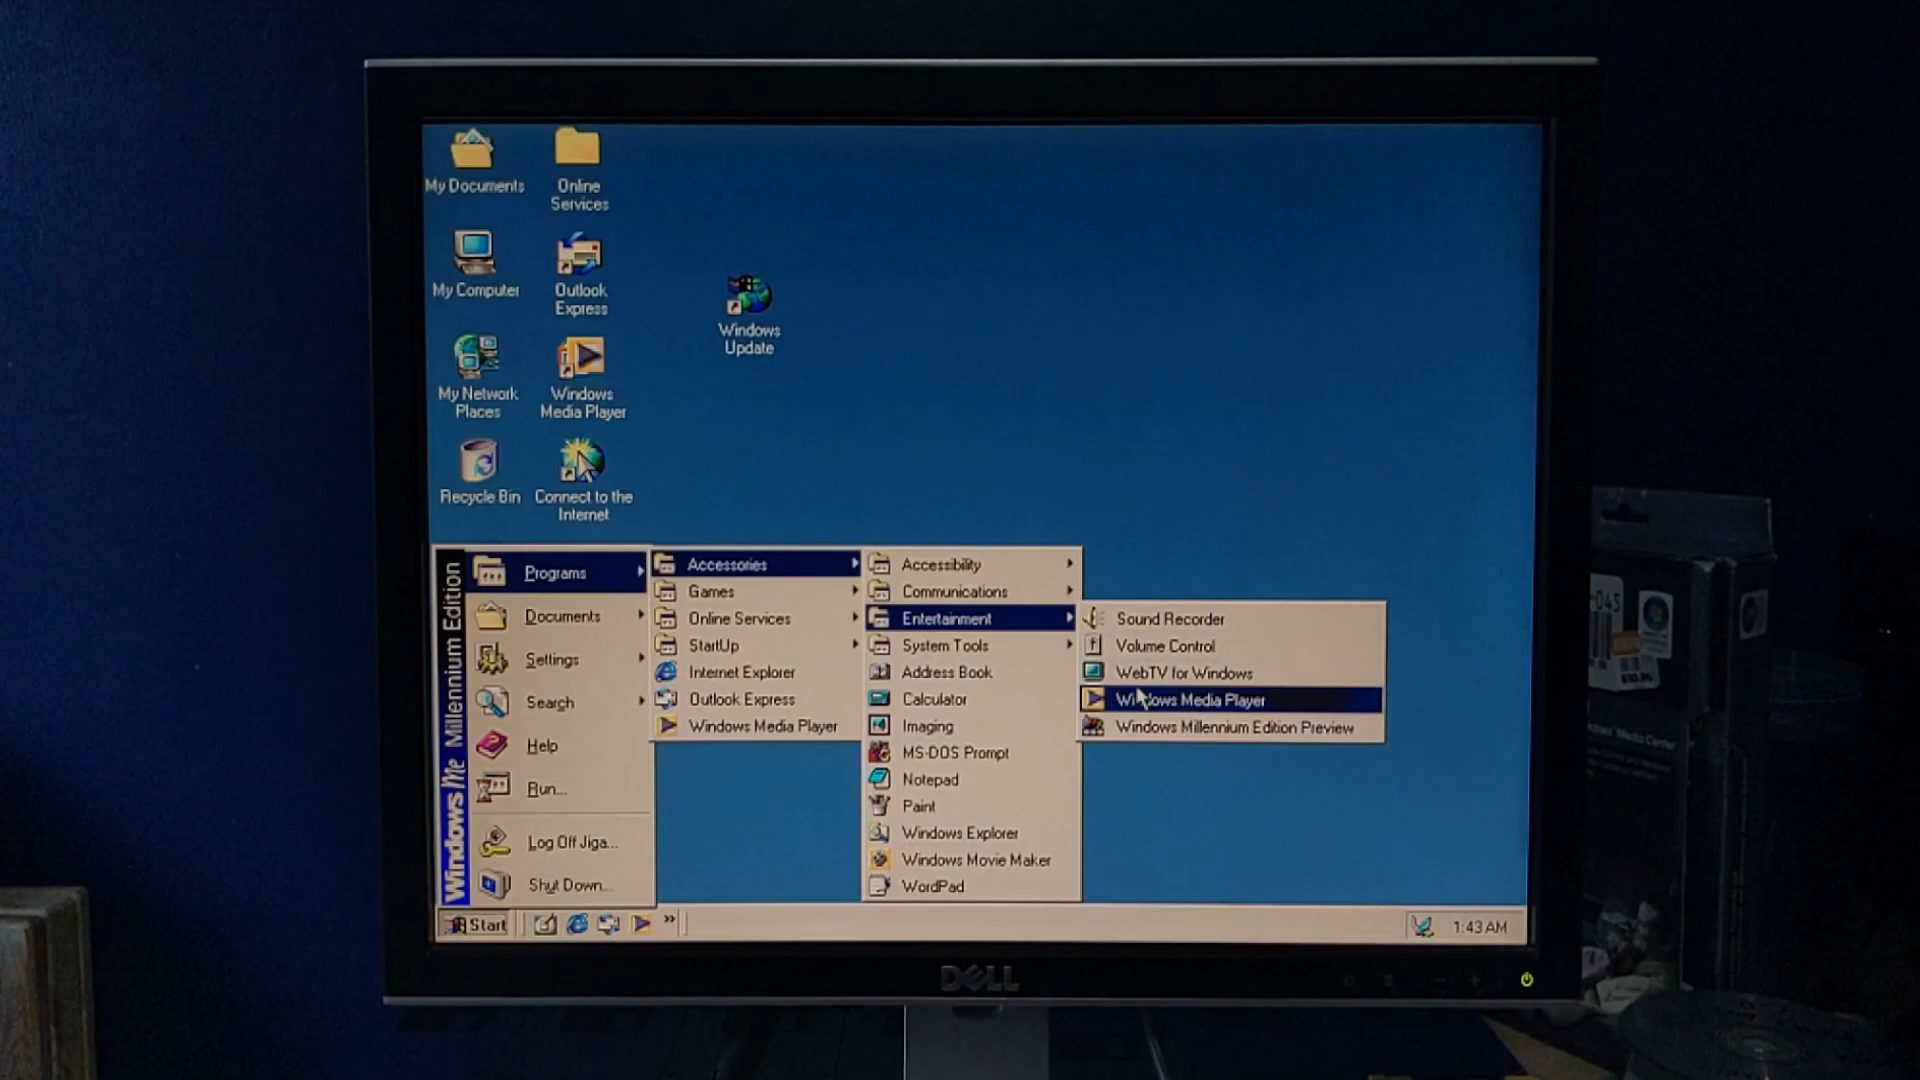 My Documents
Online
Services
My Computer
Outlook
Express
Windows
Update
My Network
Places
Windows
Media Player
Recycle Bin
Connect to the
Internet
Windows Me Millennium Edition
Programs
Documents
Settings
Search
Help
Run...
Log Off Jiga...
Shut Down...
Accessories
Games
Online Services
StartUp
Internet Explorer
Outlook Express
Windows Media Player
Accessibility
Communications
Entertainment
System Tools
Address Book
Calculator
Imaging
MS-DOS Prompt
Notepad
Paint
Windows Explorer
Windows Movie Maker
WordPad
Sound Recorder
Volume Control
WebTV for Windows
Windows Media Player
Windows Millennium Edition Preview
Start
1:43 AM
DELL
Media Center